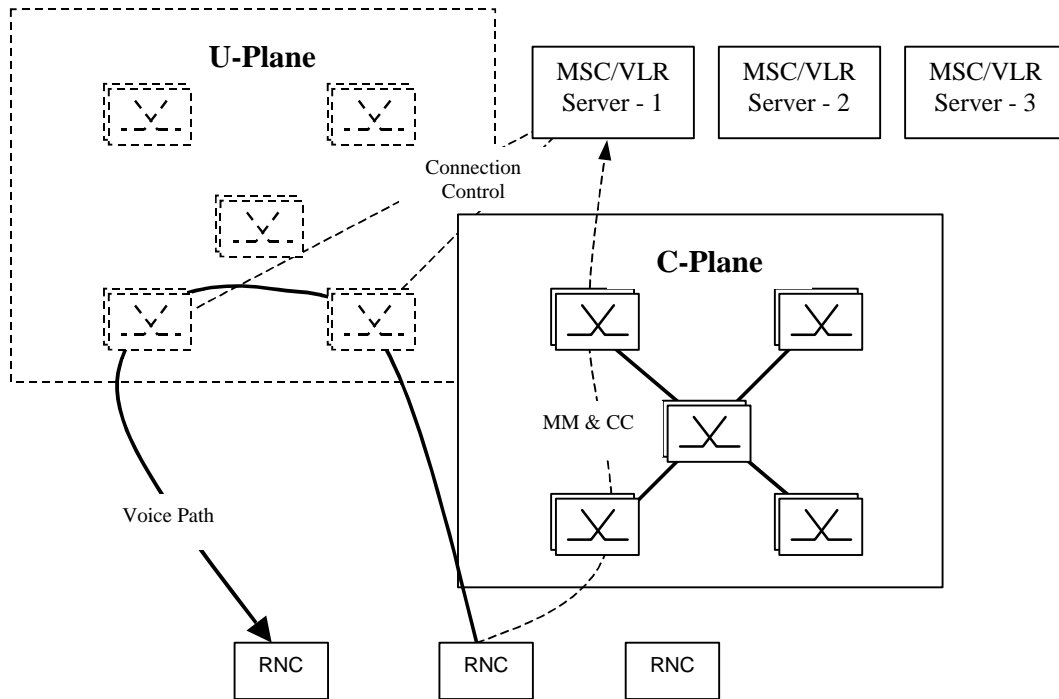 U-Plane
MSC/VLR
Server - 1
MSC/VLR
Server - 2
MSC/VLR
Server - 3
Connection
Control
C-Plane
MM & CC
Voice Path
RNC
RNC
RNC